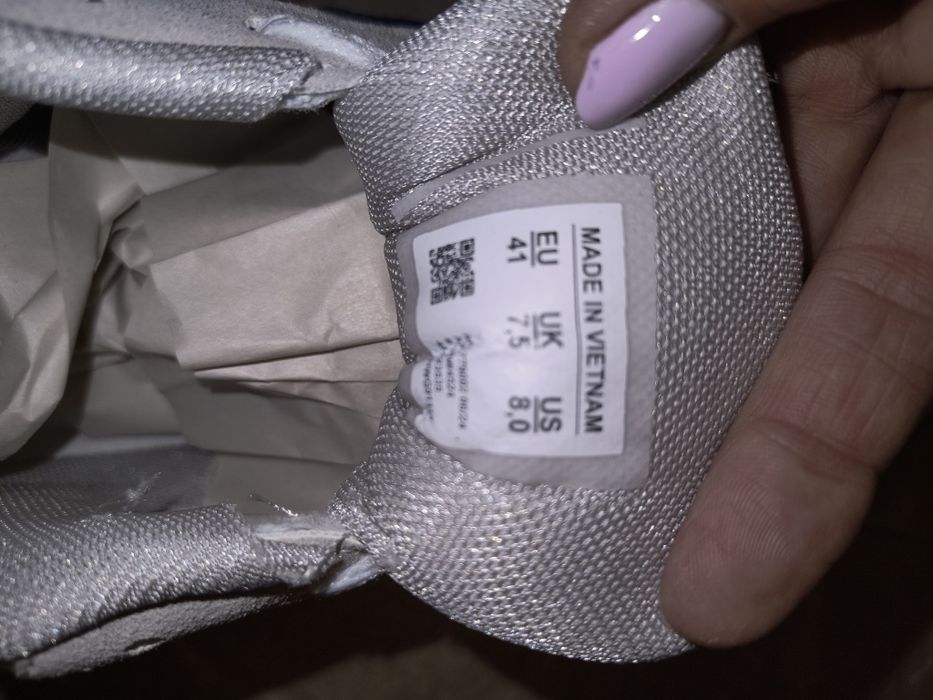 MADE IN VIETNAM
EU UK US
41 7,5 8,0